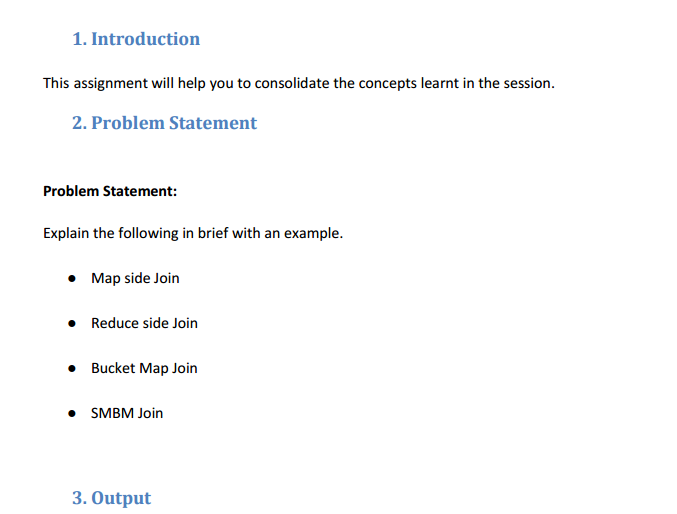 1. Introduction
This assignment will help you to consolidate the concepts learnt in the session.
2. Problem Statement
Problem Statement:
Explain the following in brief with an example.
● Map side Join
● Reduce side Join
● Bucket Map Join
● SMBM Join
3. Output